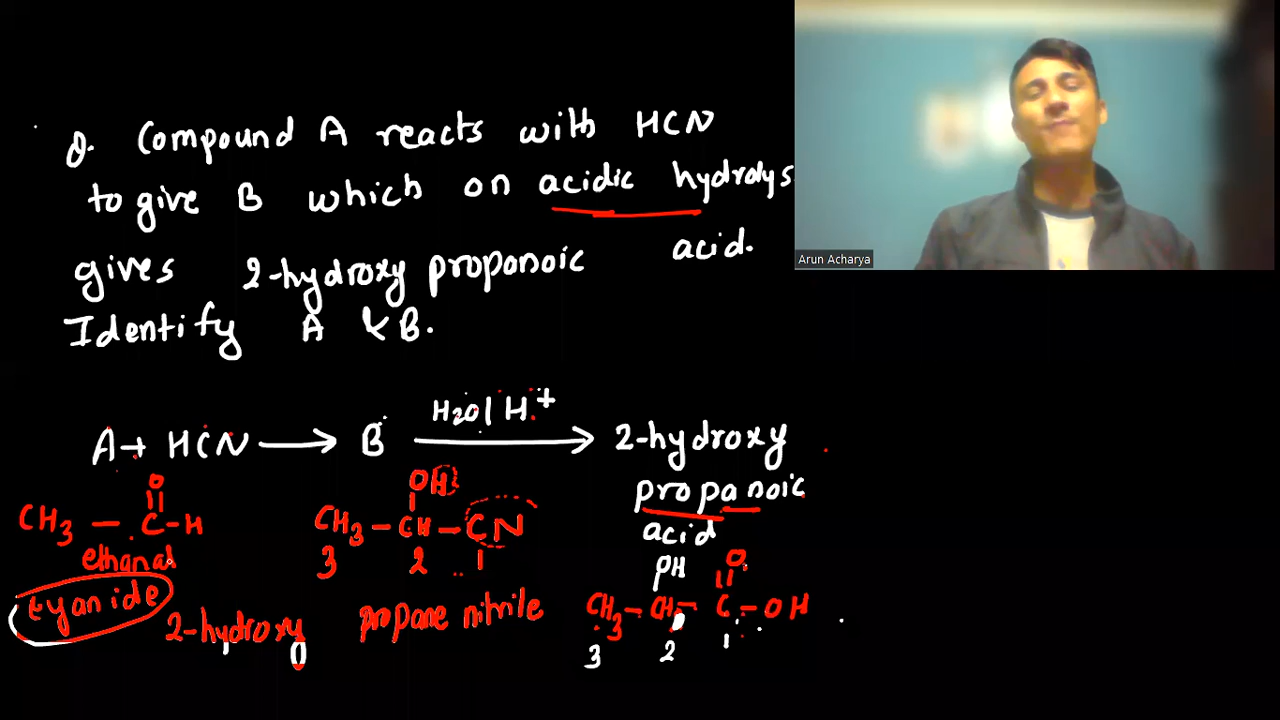 Q. Compound A reacts with HCN
to give B which on acidic hydrolys
gives 2-hydroxy propanoic acid.
Identify A & B.
Arun Acharya
A + HCN ⟶ B H2O/H+ ⟶ 2-hydroxy
propanoic
acid
O
||
CH3 — C - H
ethanal
cyanide
OH
|
CH3 - CH - CN
3 2 1
2-hydroxy propane nitrile
OH O
||
CH3 - CH - C - OH
3 2 1